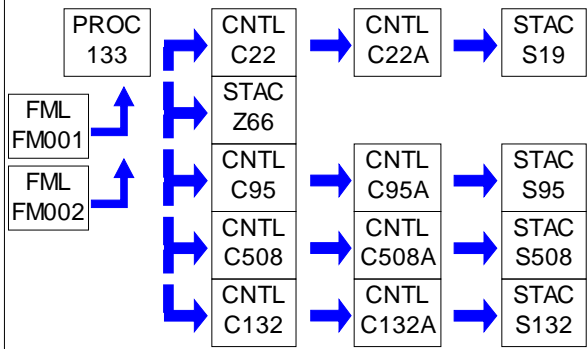 PROC
133
CNTL
C22
CNTL
C22A
STAC
S19
STAC
Z66
FML
FM001
FML
FM002
CNTL
C95
CNTL
C95A
STAC
S95
CNTL
C508
CNTL
C508A
STAC
S508
CNTL
C132
CNTL
C132A
STAC
S132